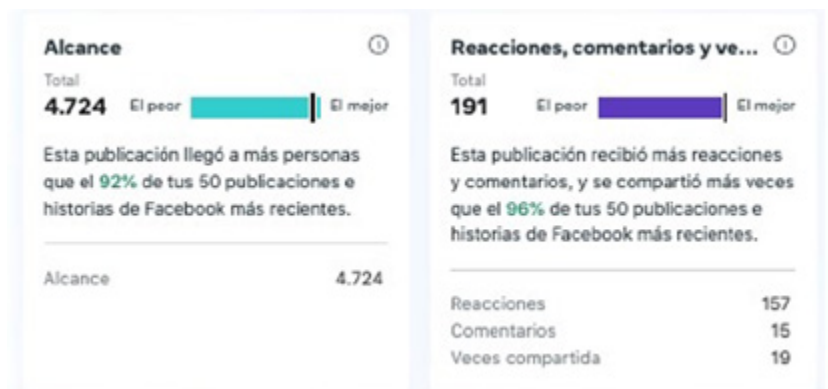 Alcance
Total
4.724 El peor El mejor
Esta publicación llegó a más personas
que el 92% de tus 50 publicaciones e
historias de Facebook más recientes.
Alcance 4.724
Reacciones, comentarios y ve...
Total
191 El peor El mejor
Esta publicación recibió más reacciones
y comentarios, y se compartió más veces
que el 96% de tus 50 publicaciones e
historias de Facebook más recientes.
Reacciones 157
Comentarios 15
Veces compartida 19